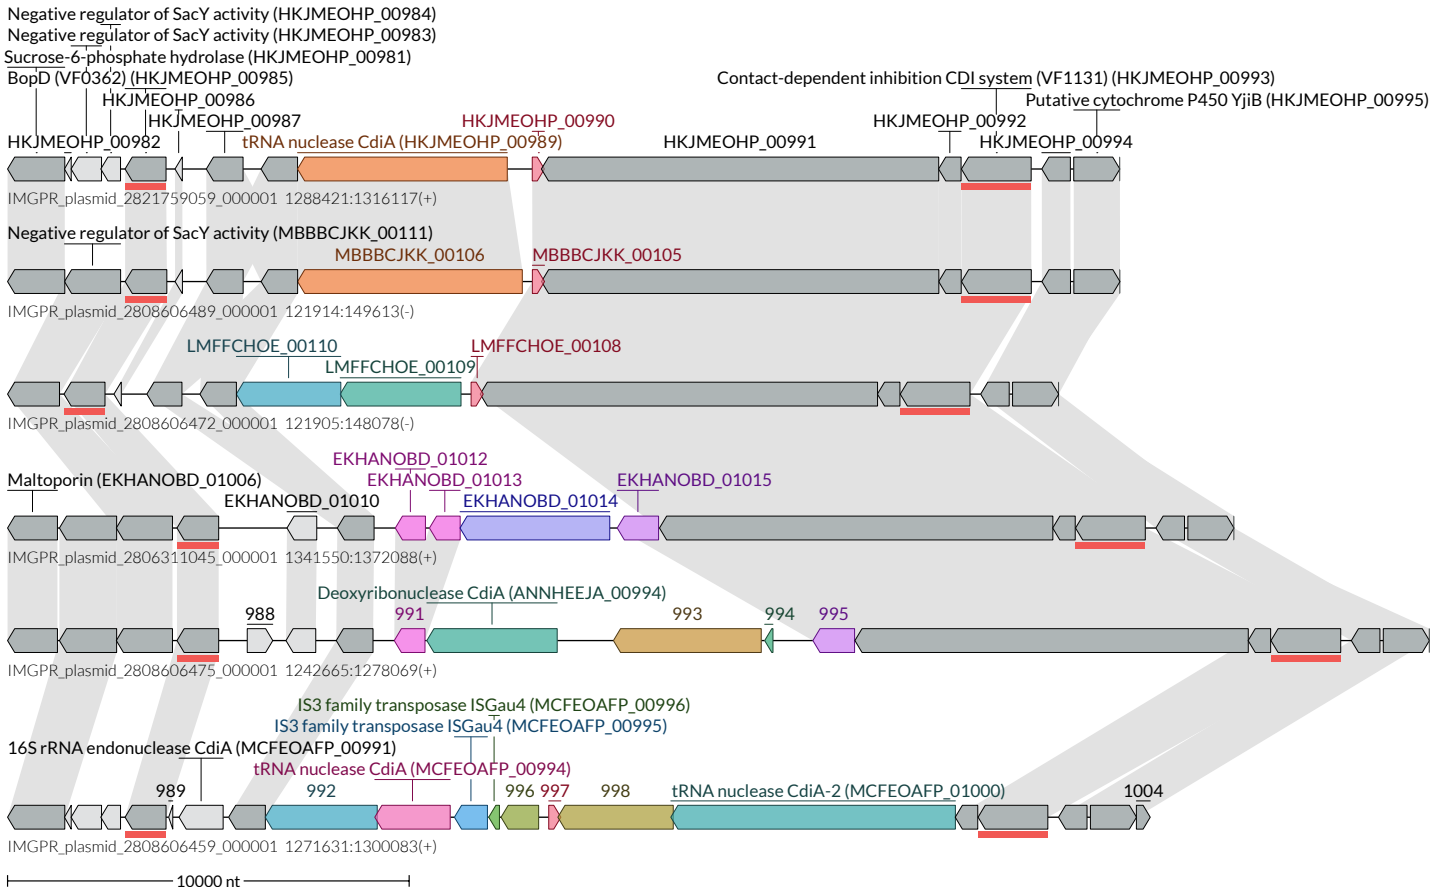 Negative regulator of SacY activity (HKJMEOHP_00984)
Negative regulator of SacY activity (HKJMEOHP_00983)
Sucrose-6-phosphate hydrolase (HKJMEOHP_00981)
BopD (VF0362) (HKJMEOHP_00985)
Contact-dependent inhibition CDI system (VF1131) (HKJMEOHP_00993)
HKJMEOHP_00986
Putative cytochrome P450 YjiB (HKJMEOHP_00995)
HKJMEOHP_00987
HKJMEOHP_00990
HKJMEOHP_00992
HKJMEOHP_00982
tRNA nuclease CdiA (HKJMEOHP_00989)
HKJMEOHP_00991
HKJMEOHP_00994
IMGPR_plasmid_2821759059_000001 1288421:1316117(+)
Negative regulator of SacY activity (MBBBCJKK_00111)
MBBBCJKK_00106
MBBBCJKK_00105
IMGPR_plasmid_2808606489_000001 121914:149613(-)
LMFFCHOE_00110
LMFFCHOE_00108
LMFFCHOE_00109
IMGPR_plasmid_2808606472_000001 121905:148078(-)
EKHANOBD_01012
Maltoporin (EKHANOBD_01006)
EKHANOBD_01013
EKHANOBD_01015
EKHANOBD_01010
EKHANOBD_01014
IMGPR_plasmid_2806311045_000001 1341550:1372088(+)
Deoxyribonuclease CdiA (ANNHEEJA_00994)
988
991
993
994
995
IMGPR_plasmid_2808606475_000001 1242665:1278069(+)
IS3 family transposase ISGau4 (MCFEOAFP_00996)
IS3 family transposase ISGau4 (MCFEOAFP_00995)
16S rRNA endonuclease CdiA (MCFEOAFP_00991)
tRNA nuclease CdiA (MCFEOAFP_00994)
989
992
996
997
998
tRNA nuclease CdiA-2 (MCFEOAFP_01000)
1004
IMGPR_plasmid_2808606459_000001 1271631:1300083(+)
10000 nt